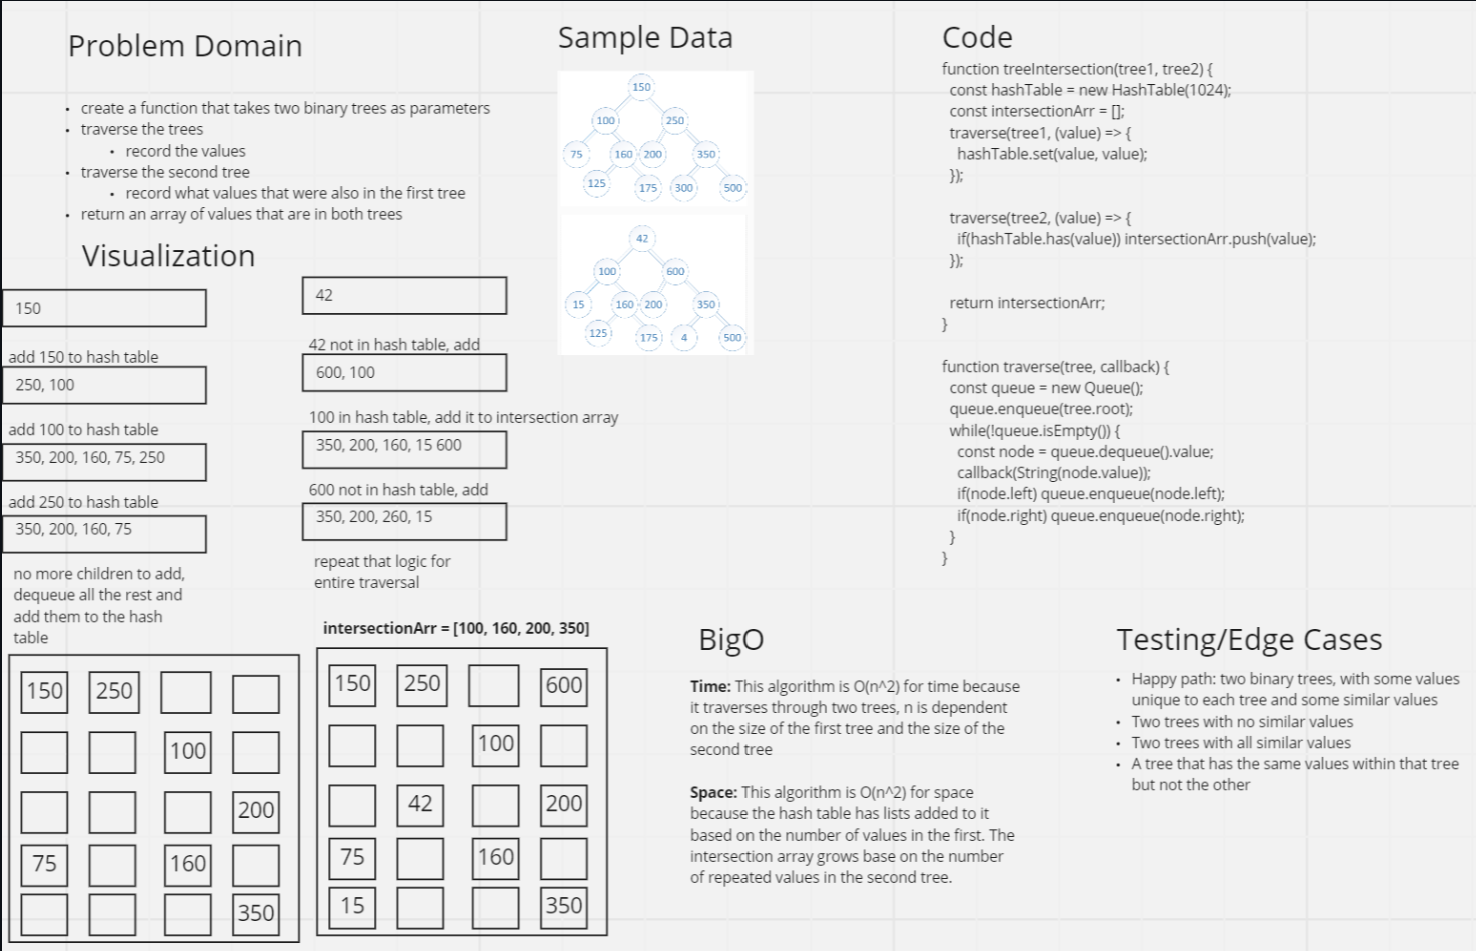 Problem Domain
• create a function that takes two binary trees as parameters
• traverse the trees
• record the values
• traverse the second tree
• record what values that were also in the first tree
• return an array of values that are in both trees
Visualization
150
add 150 to hash table
250, 100
add 100 to hash table
350, 200, 160, 75, 250
add 250 to hash table
350, 200, 160, 75
no more children to add,
dequeue all the rest and
add them to the hash
table
150 250
100
200
75 160
350
42
42 not in hash table, add
600, 100
100 in hash table, add it to intersection array
350, 200, 160, 15 600
600 not in hash table, add
350, 200, 260, 15
repeat that logic for
entire traversal
intersectionArr = [100, 160, 200, 350]
150 250 600
100
42 200
75 160
15 350
Sample Data
150
100 250
75 160 200 350
125 175 300 500
42
100 600
15 160 200 350
125 175 4 500
Code
function treeIntersection(tree1, tree2) {
const hashTable = new HashTable(1024);
const intersectionArr = [];
traverse(tree1, (value) => {
hashTable.set(value, value);
});
traverse(tree2, (value) => {
if(hashTable.has(value)) intersectionArr.push(value);
});
return intersectionArr;
}
function traverse(tree, callback) {
const queue = new Queue();
queue.enqueue(tree.root);
while(!queue.isEmpty()) {
const node = queue.dequeue().value;
callback(String(node.value));
if(node.left) queue.enqueue(node.left);
if(node.right) queue.enqueue(node.right);
}
}
BigO
Time: This algorithm is O(n^2) for time because
it traverses through two trees, n is dependent
on the size of the first tree and the size of the
second tree
Space: This algorithm is O(n^2) for space
because the hash table has lists added to it
based on the number of values in the first. The
intersection array grows base on the number
of repeated values in the second tree.
Testing/Edge Cases
• Happy path: two binary trees, with some values
unique to each tree and some similar values
• Two trees with no similar values
• Two trees with all similar values
• A tree that has the same values within that tree
but not the other